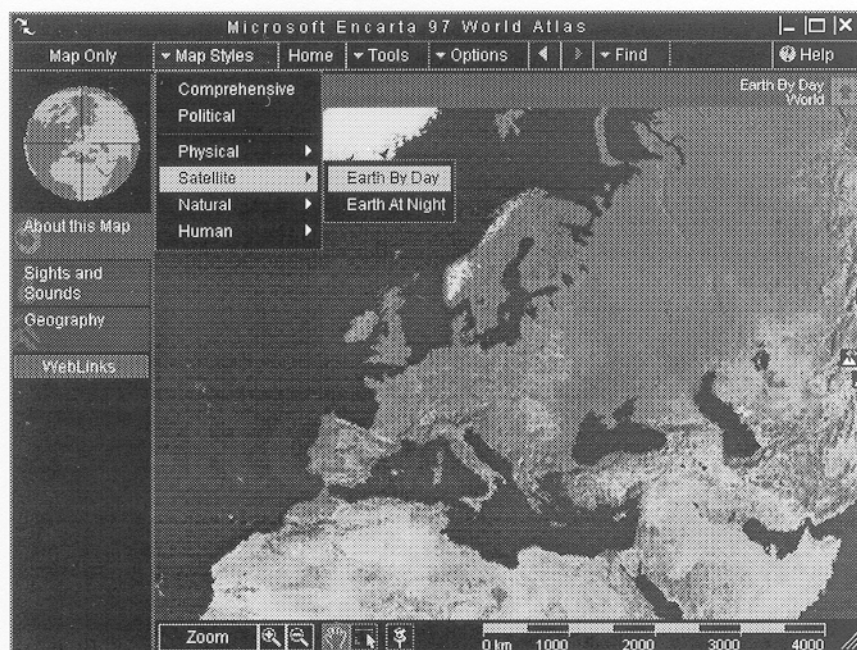 Microsoft Encarta 97 World Atlas
Map Only
Map Styles
Home
Tools
Options
Find
Help
Comprehensive
Political
Physical
Satellite
Natural
Human
Earth By Day
Earth At Night
Earth By Day
World
About this Map
Sights and
Sounds
Geography
WebLinks
Zoom
0 km 1000 2000 3000 4000